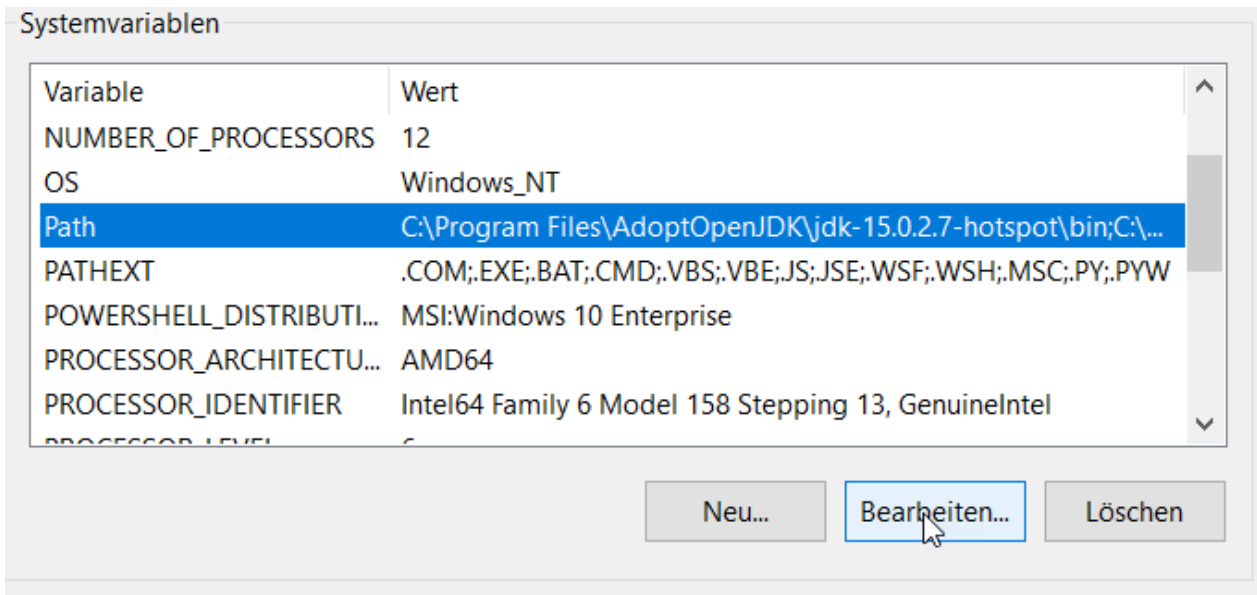 Systemvariablen
Variable Wert
NUMBER_OF_PROCESSORS 12
OS Windows_NT
Path C:\Program Files\AdoptOpenJDK\jdk-15.0.2.7-hotspot\bin;C:\...
PATHEXT .COM;.EXE;.BAT;.CMD;.VBS;.VBE;.JS;.JSE;.WSF;.WSH;.MSC;.PY;.PYW
POWERSHELL_DISTRIBUTI... MSI:Windows 10 Enterprise
PROCESSOR_ARCHITECTU... AMD64
PROCESSOR_IDENTIFIER Intel64 Family 6 Model 158 Stepping 13, GenuineIntel
PROCESSOR_LEVEL 6
Neu... Bearbeiten... Löschen